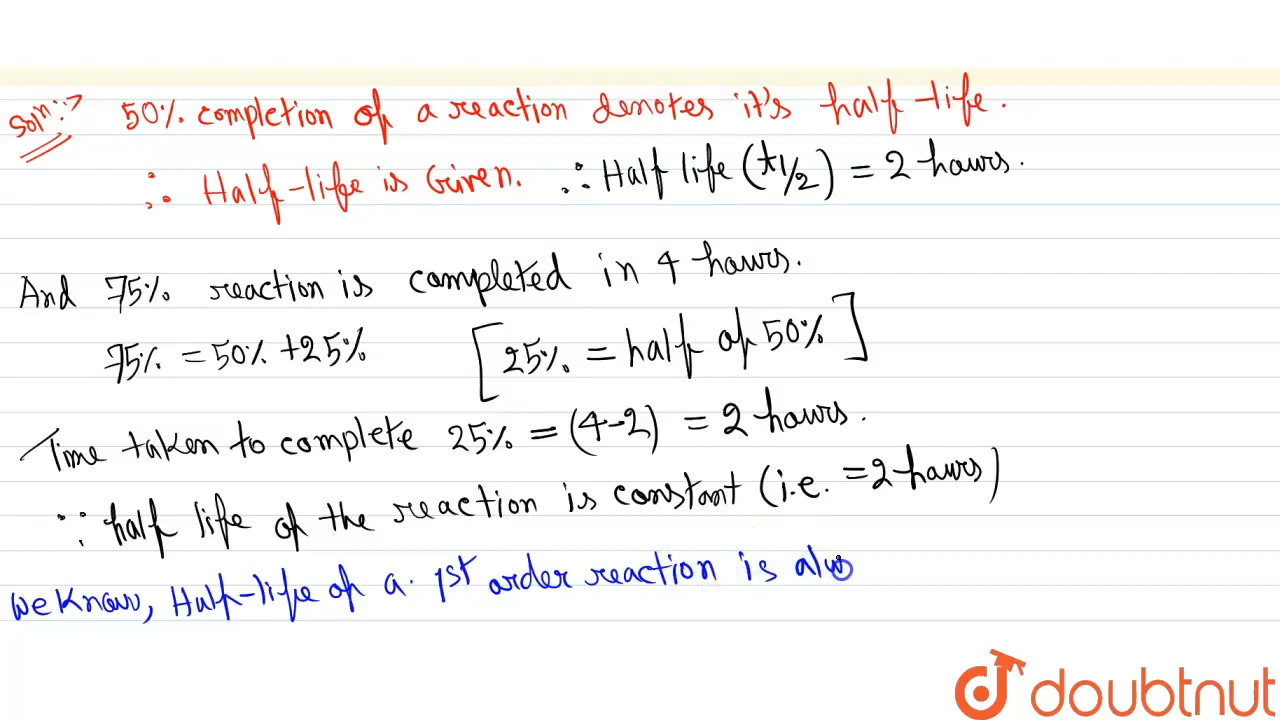 Soln:->
50% completion of a reaction denotes it's half-life.
∴ Half-life is Given. ∴ Half life (t1/2) = 2 hours.
And 75% reaction is completed in 4 hours.
75% = 50% + 25% [25% = half of 50%]
Time taken to complete 25% = (4-2) = 2 hours.
∵ half life of the reaction is constant (i.e. = 2 hours)
We Know, Half-life of a. 1st order reaction is alw
doubtnut